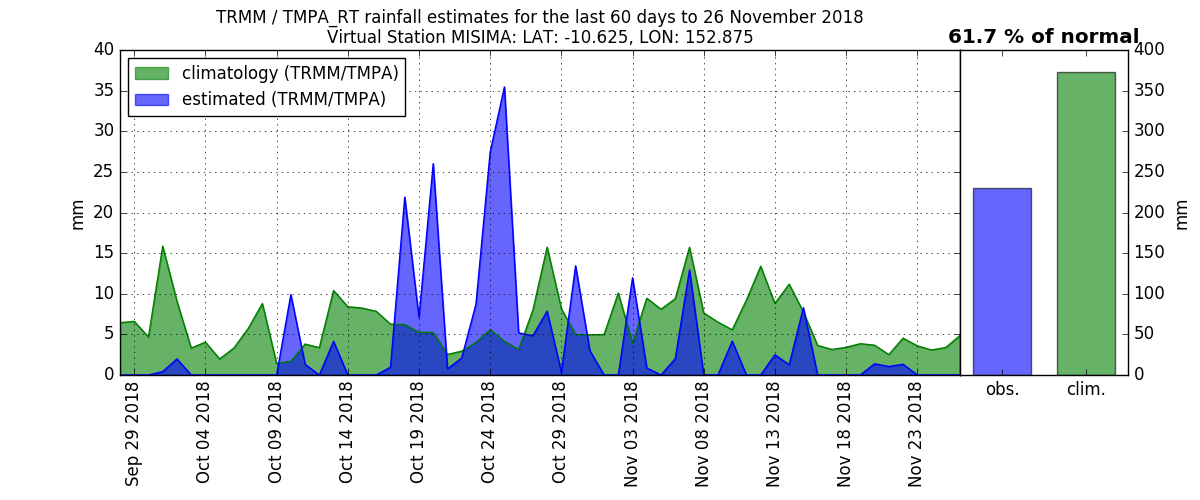 TRMM / TMPA_RT rainfall estimates for the last 60 days to 26 November 2018
Virtual Station MISIMA: LAT: -10.625, LON: 152.875
61.7 % of normal
climatology (TRMM/TMPA)
estimated (TRMM/TMPA)
40
35
30
25
20
15
10
5
0
mm
Sep 29 2018
Oct 04 2018
Oct 09 2018
Oct 14 2018
Oct 19 2018
Oct 24 2018
Oct 29 2018
Nov 03 2018
Nov 08 2018
Nov 13 2018
Nov 18 2018
Nov 23 2018
obs.
clim.
400
350
300
250
200
150
100
50
0
mm